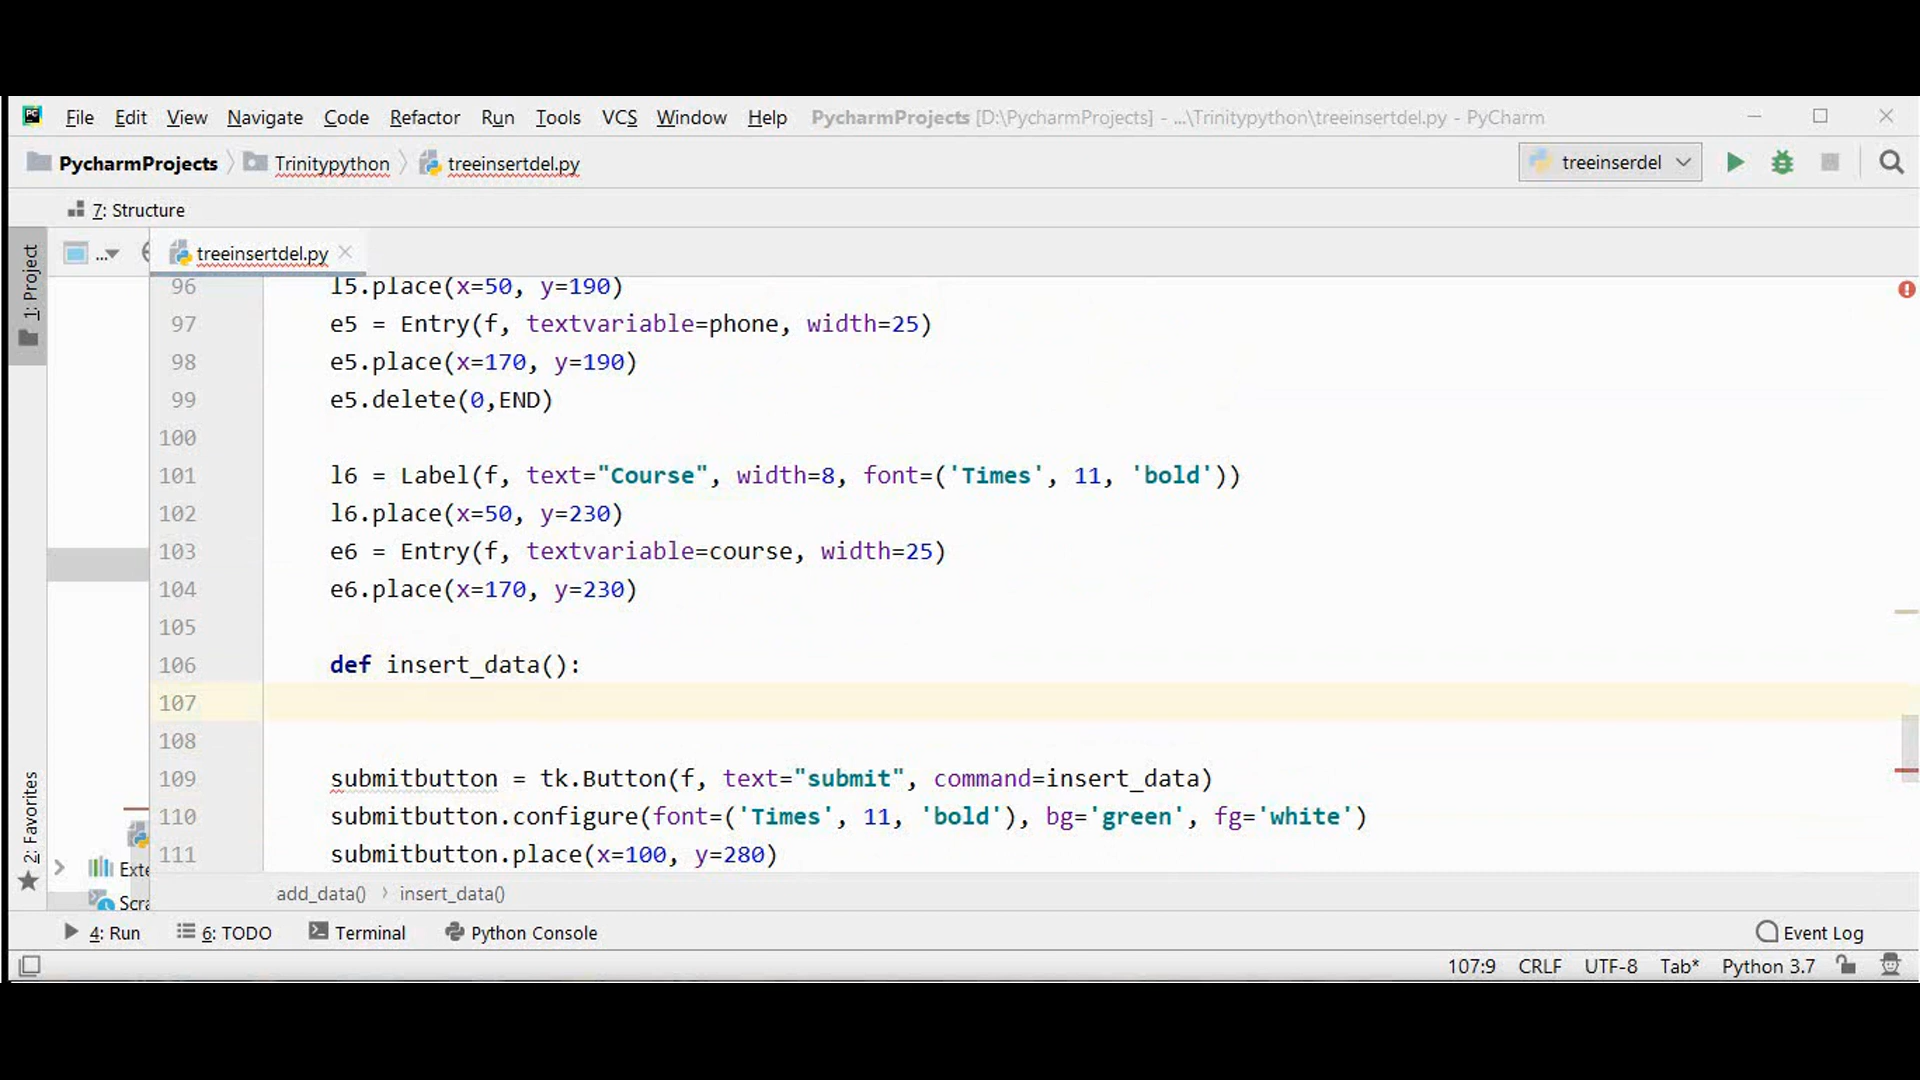 File Edit View Navigate Code Refactor Run Tools VCS Window Help PycharmProjects [D:\PycharmProjects] - ...\Trinitypython\treeinsertdel.py - PyCharm
PycharmProjects Trinitypython treeinsertdel.py treeinserdel
7: Structure
1: Project
... treeinsertdel.py
96 l5.place(x=50, y=190)
97 e5 = Entry(f, textvariable=phone, width=25)
98 e5.place(x=170, y=190)
99 e5.delete(0,END)
100
101 l6 = Label(f, text="Course", width=8, font=('Times', 11, 'bold'))
102 l6.place(x=50, y=230)
103 e6 = Entry(f, textvariable=course, width=25)
104 e6.place(x=170, y=230)
105
106 def insert_data():
107
108
109 submitbutton = tk.Button(f, text="submit", command=insert_data)
110 submitbutton.configure(font=('Times', 11, 'bold'), bg='green', fg='white')
111 submitbutton.place(x=100, y=280)
2: Favorites
Exte
Scra
add_data() insert_data()
4: Run 6: TODO Terminal Python Console Event Log
107:9 CRLF UTF-8 Tab* Python 3.7